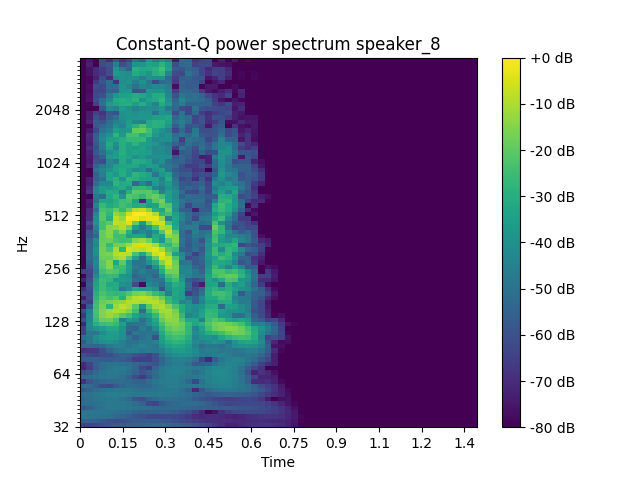 Constant-Q power spectrum speaker_8
+0 dB
-10 dB
-20 dB
-30 dB
-40 dB
-50 dB
-60 dB
-70 dB
-80 dB
Hz
2048
1024
512
256
128
64
32
0 0.15 0.3 0.45 0.6 0.75 0.9 1.1 1.2 1.4
Time